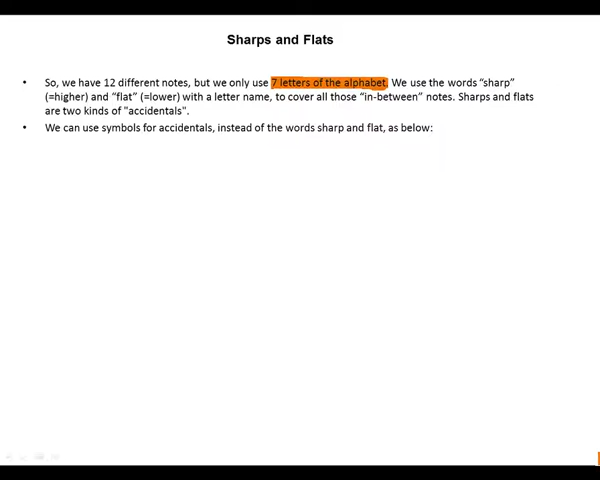 Sharps and Flats
• So, we have 12 different notes, but we only use 7 letters of the alphabet. We use the words “sharp”
(=higher) and “flat” (=lower) with a letter name, to cover all those “in-between” notes. Sharps and flats
are two kinds of "accidentals".
• We can use symbols for accidentals, instead of the words sharp and flat, as below: